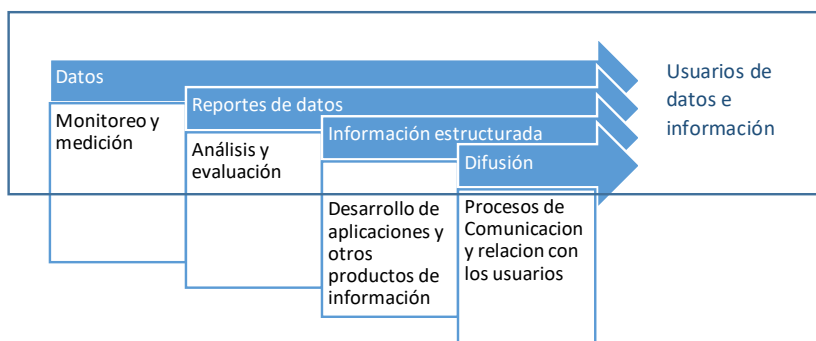 Datos
Monitoreo y
medición
Reportes de datos
Análisis y
evaluación
Información estructurada
Desarrollo de
aplicaciones y
otros
productos de
información
Difusión
Procesos de
Comunicacion
y relacion con
los usuarios
Usuarios de
datos e
información